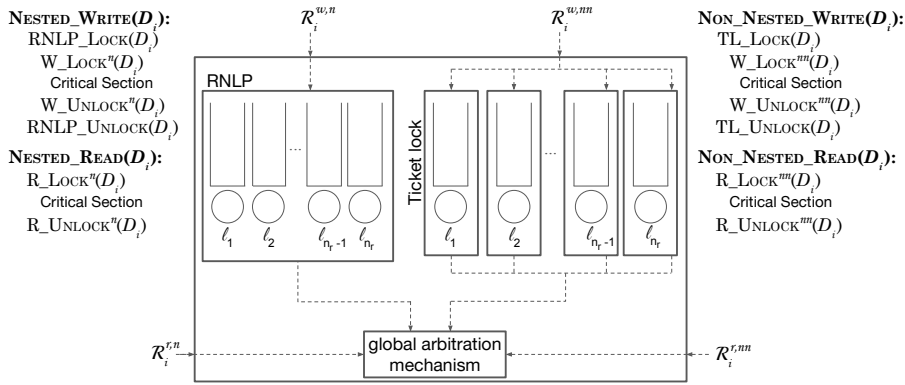 NESTED_WRITE(D_i):
RNLP_LOCK(D_i)
W_LOCK^n(D_i)
Critical Section
W_UNLOCK^n(D_i)
RNLP_UNLOCK(D_i)
NESTED_READ(D_i):
R_LOCK^n(D_i)
Critical Section
R_UNLOCK^n(D_i)
R_i^{w,n}
R_i^{w,nn}
RNLP
...
ℓ_1 ℓ_2 ℓ_{n_r-1} ℓ_{n_r}
Ticket lock
...
ℓ_1 ℓ_2 ℓ_{n_r-1} ℓ_{n_r}
R_i^{r,n}
global arbitration
mechanism
R_i^{r,nn}
NON_NESTED_WRITE(D_i):
TL_LOCK(D_i)
W_LOCK^{nn}(D_i)
Critical Section
W_UNLOCK^{nn}(D_i)
TL_UNLOCK(D_i)
NON_NESTED_READ(D_i):
R_LOCK^{nn}(D_i)
Critical Section
R_UNLOCK^{nn}(D_i)